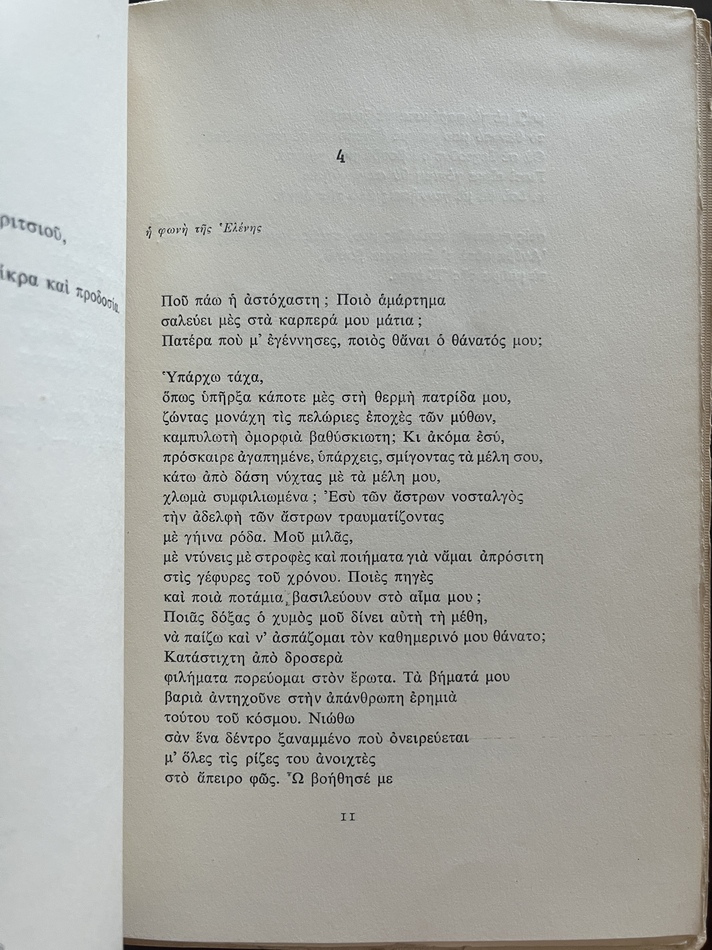 4
ἡ φωνὴ τῆς Ἑλένης
Ποῦ πάω ἡ ἀστόχαστη; Ποιὸ ἁμάρτημα
σαλεύει μὲς στὰ καρπερά μου μάτια;
Πατέρα ποὺ μ' ἐγέννησες, ποιὸς θἄναι ὁ θάνατός μου;
Ὑπάρχω τάχα,
ὅπως ὑπῆρξα κάποτε μὲς στὴ θερμὴ πατρίδα μου,
ζώντας μονάχη τὶς πελώριες ἐποχὲς τῶν μύθων,
καμπυλωτὴ ὀμορφιὰ βαθύσκιωτη; Κι ἀκόμα ἐσύ,
πρόσκαιρε ἀγαπημένε, ὑπάρχεις, σμίγοντας τὰ μέλη σου,
κάτω ἀπὸ δάση νύχτας μὲ τὰ μέλη μου,
χλωμὰ συμφιλιωμένα; Ἐσὺ τῶν ἄστρων νοσταλγὸς
τὴν ἀδελφὴ τῶν ἄστρων τραυματίζοντας
μὲ γήινα ρόδα. Μοῦ μιλᾶς,
μὲ ντύνεις μὲ στροφὲς καὶ ποιήματα γιὰ νἄμαι ἀπρόσιτη
στὶς γέφυρες τοῦ χρόνου. Ποιὲς πηγὲς
καὶ ποιὰ ποτάμια βασιλεύουν στὸ αἷμα μου;
Ποιᾶς δόξας ὁ χυμὸς μοῦ δίνει αὐτὴ τὴ μέθη,
νὰ παίζω καὶ ν' ἀσπάζομαι τὸν καθημερινό μου θάνατο;
Κατάστιχτη ἀπὸ δροσερὰ
φιλήματα πορεύομαι στὸν ἔρωτα. Τὰ βήματά μου
βαριὰ ἀντηχοῦνε στὴν ἀπάνθρωπη ἐρημιὰ
τούτου τοῦ κόσμου. Νιώθω
σὰν ἕνα δέντρο ξαναμμένο ποὺ ὀνειρεύεται
μ' ὅλες τὶς ρίζες του ἀνοιχτὲς
στὸ ἄπειρο φῶς. Ὢ βοήθησέ με
11
ριτσιοῦ,
ίκρα καὶ προδοσία